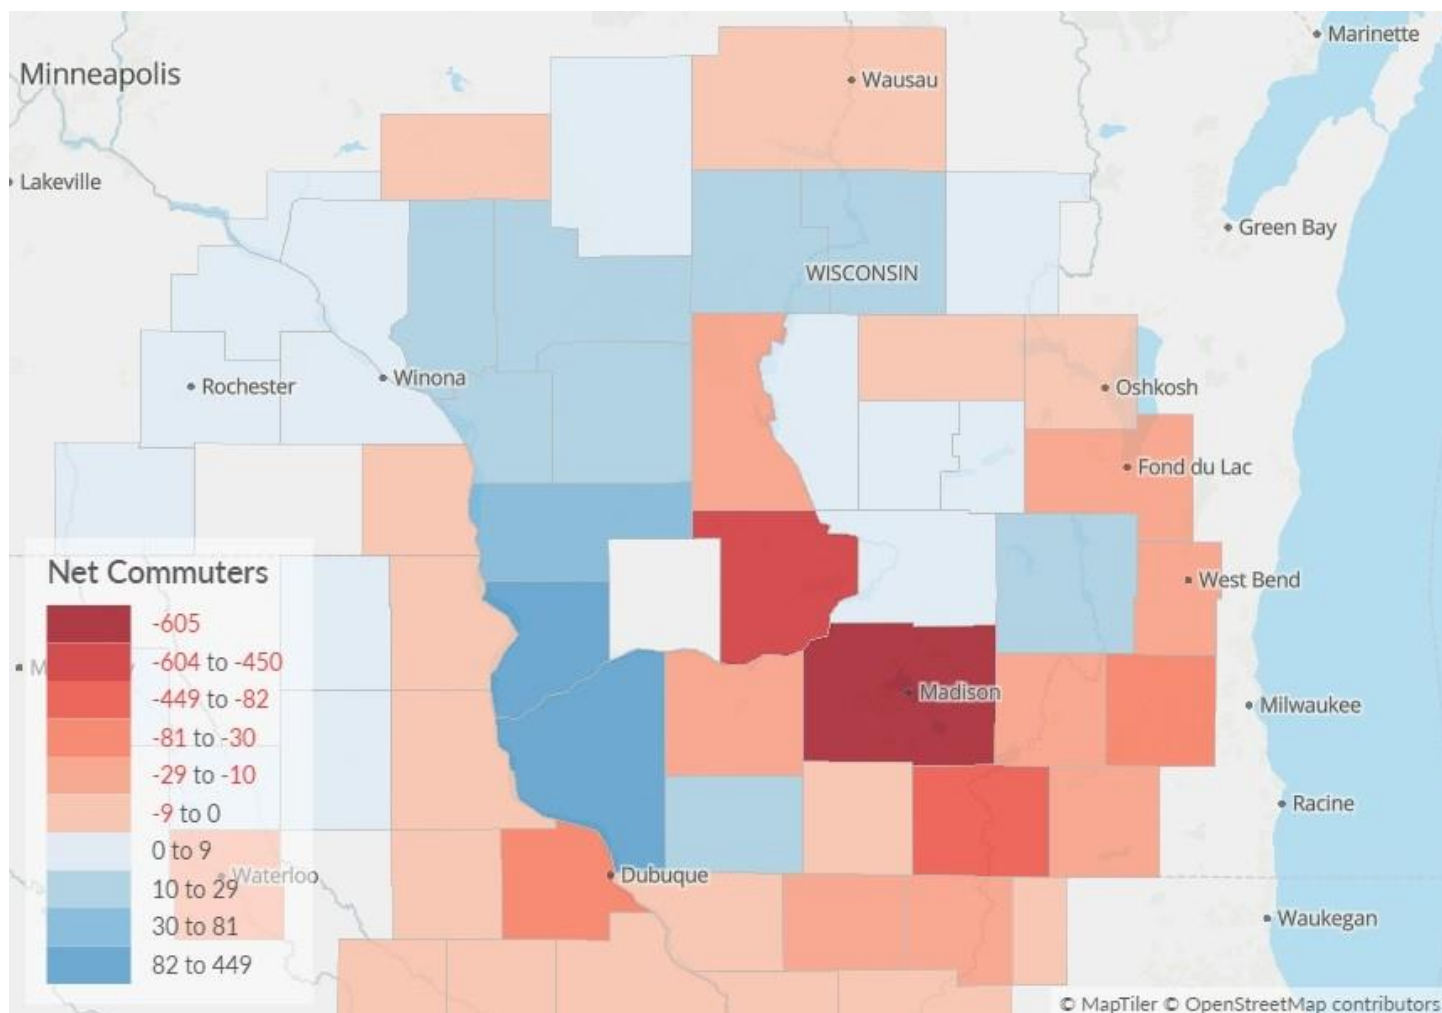 Marinette
Minneapolis
Wausau
Lakeville
Green Bay
WISCONSIN
Winona
Rochester
Oshkosh
Fond du Lac
Net Commuters
West Bend
-605
-604 to -450
M
Madison
-449 to -82
Milwaukee
-81 to -30
-29 to -10
Racine
-9 to 0
0 to 9
Waterloo
Dubuque
10 to 29
Waukegan
30 to 81
82 to 449
© MapTiler © OpenStreetMap contributors